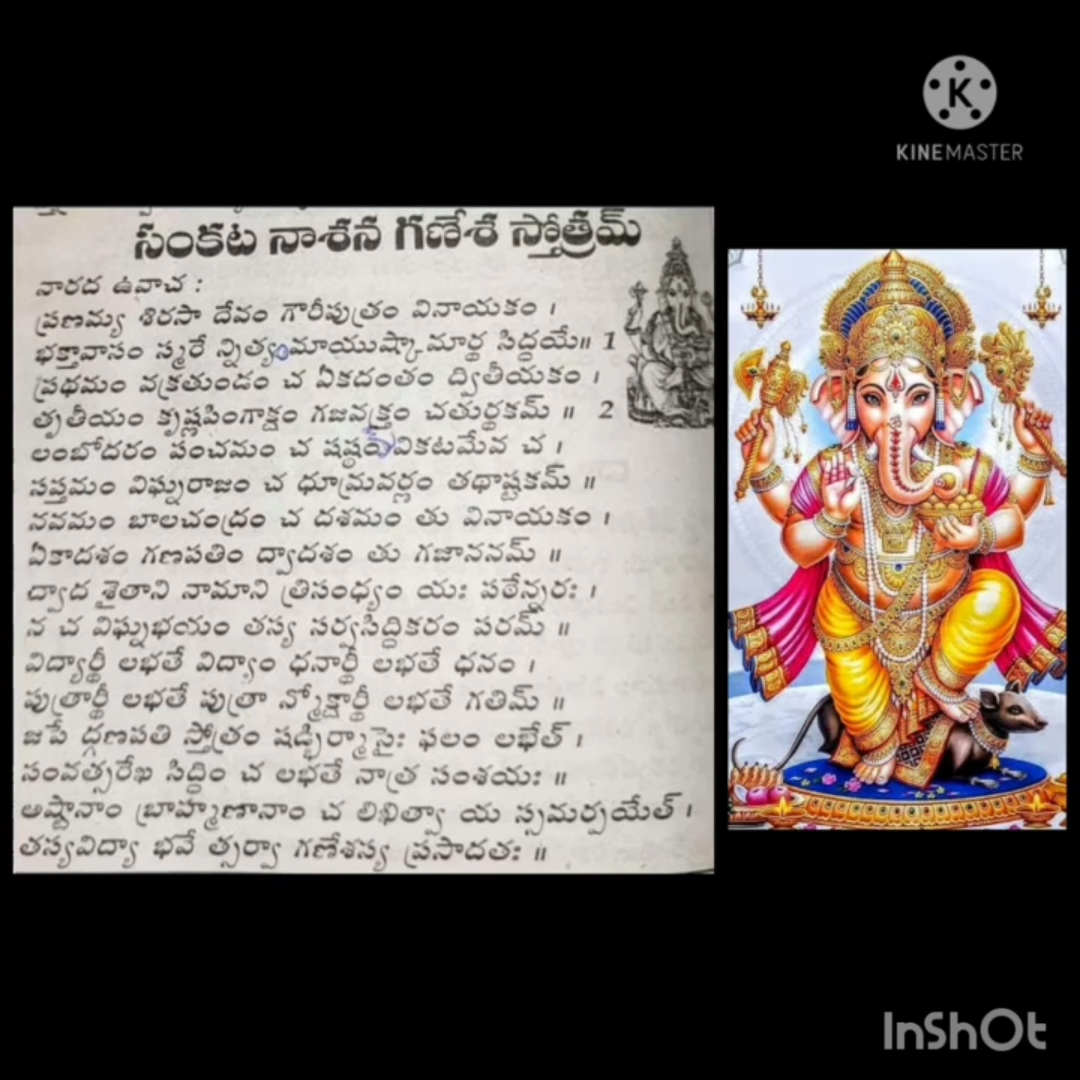 సంకట నాశన గణేశ స్తోత్రమ్
నారద ఉవాచ :
ప్రణమ్య శిరసా దేవం గౌరీపుత్రం వినాయకం ।
భక్తావాసం స్మరే న్నిత్యంమాయుష్కామార్థ సిద్ధయే॥ 1
ప్రథమం వక్రతుండం చ ఏకదంతం ద్వితీయకం ।
తృతీయం కృష్ణపింగాక్షం గజవక్త్రం చతుర్థకమ్ ॥ 2
లంబోదరం పంచమం చ షష్ఠం వికటమేవ చ ।
సప్తమం విఘ్నరాజం చ ధూమ్రవర్ణం తథాష్టకమ్ ॥
నవమం బాలచంద్రం చ దశమం తు వినాయకం ।
ఏకాదశం గణపతిం ద్వాదశం తు గజాననమ్ ॥
ద్వాద శైతాని నామాని త్రిసంధ్యం యః పఠేన్నరః ।
న చ విఘ్నభయం తస్య సర్వసిద్ధికరం పరమ్ ॥
విద్యార్థీ లభతే విద్యాం ధనార్థీ లభతే ధనం ।
పుత్రార్థీ లభతే పుత్రా న్మోక్షార్థీ లభతే గతిమ్ ॥
జపే ద్గణపతి స్తోత్రం షడ్భిర్మాసైః ఫలం లభేత్ ।
సంవత్సరేఖ సిద్ధిం చ లభతే నాత్ర సంశయః ॥
అష్టానాం బ్రాహ్మణానాం చ లిఖిత్వా య స్సమర్పయేత్ ।
తస్యవిద్యా భవే త్సర్వా గణేశస్య ప్రసాదతః ॥
K
KINEMASTER
InShOt